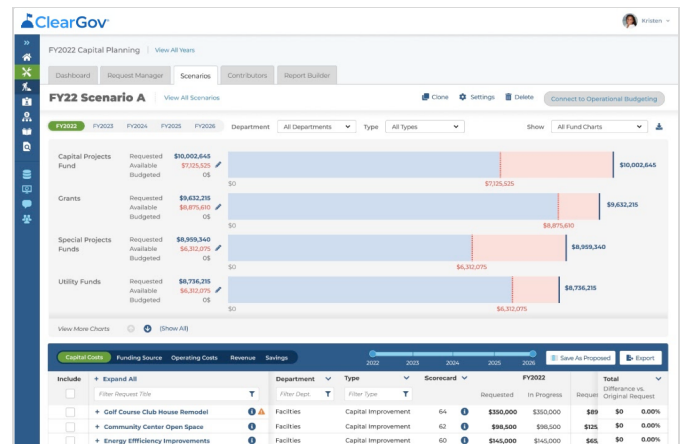 ClearGov
Kristen
FY2022 Capital Planning View All Years
Dashboard Request Manager Scenarios Contributors Report Builder
FY22 Scenario A View All Scenarios Clone Settings Delete Connect to Operational Budgeting
FY2022 FY2023 FY2024 FY2025 FY2026 Department All Departments Type All Types Show All Fund Charts
Capital Projects Fund
Requested $10,002,645
Available $7,125,525
Budgeted 0$
$10,002,645
$0 $7,125,525
Grants
Requested $9,632,215
Available $8,875,610
Budgeted 0$
$9,632,215
$0 $8,875,610
Special Projects Funds
Requested $8,959,340
Available $6,312,075
Budgeted 0$
$8,959,340
$0 $6,312,075
Utility Funds
Requested $8,736,215
Available $6,312,075
Budgeted 0$
$8,736,215
$0 $6,312,075
View More Charts (Show All)
Capital Costs Funding Source Operating Costs Revenue Savings 2022 2023 2024 2025 2026 Save As Proposed Export
Include + Expand All Department Type Scorecard FY2022 Total
Filter Request Title Filter Dept. Filter Type Requested In Progress Reques Difference vs. Original Request
+ Golf Course Club House Remodel Facilities Capital Improvement 64 $350,000 $350,000 $89 $0 0.00%
+ Community Center Open Space Facilities Capital Improvement 62 $98,500 $98,500 $125 $0 0.00%
+ Energy Effficiency Improvements Facilities Capital Improvement 60 $145,000 $145,000 $65 $0 0.00%